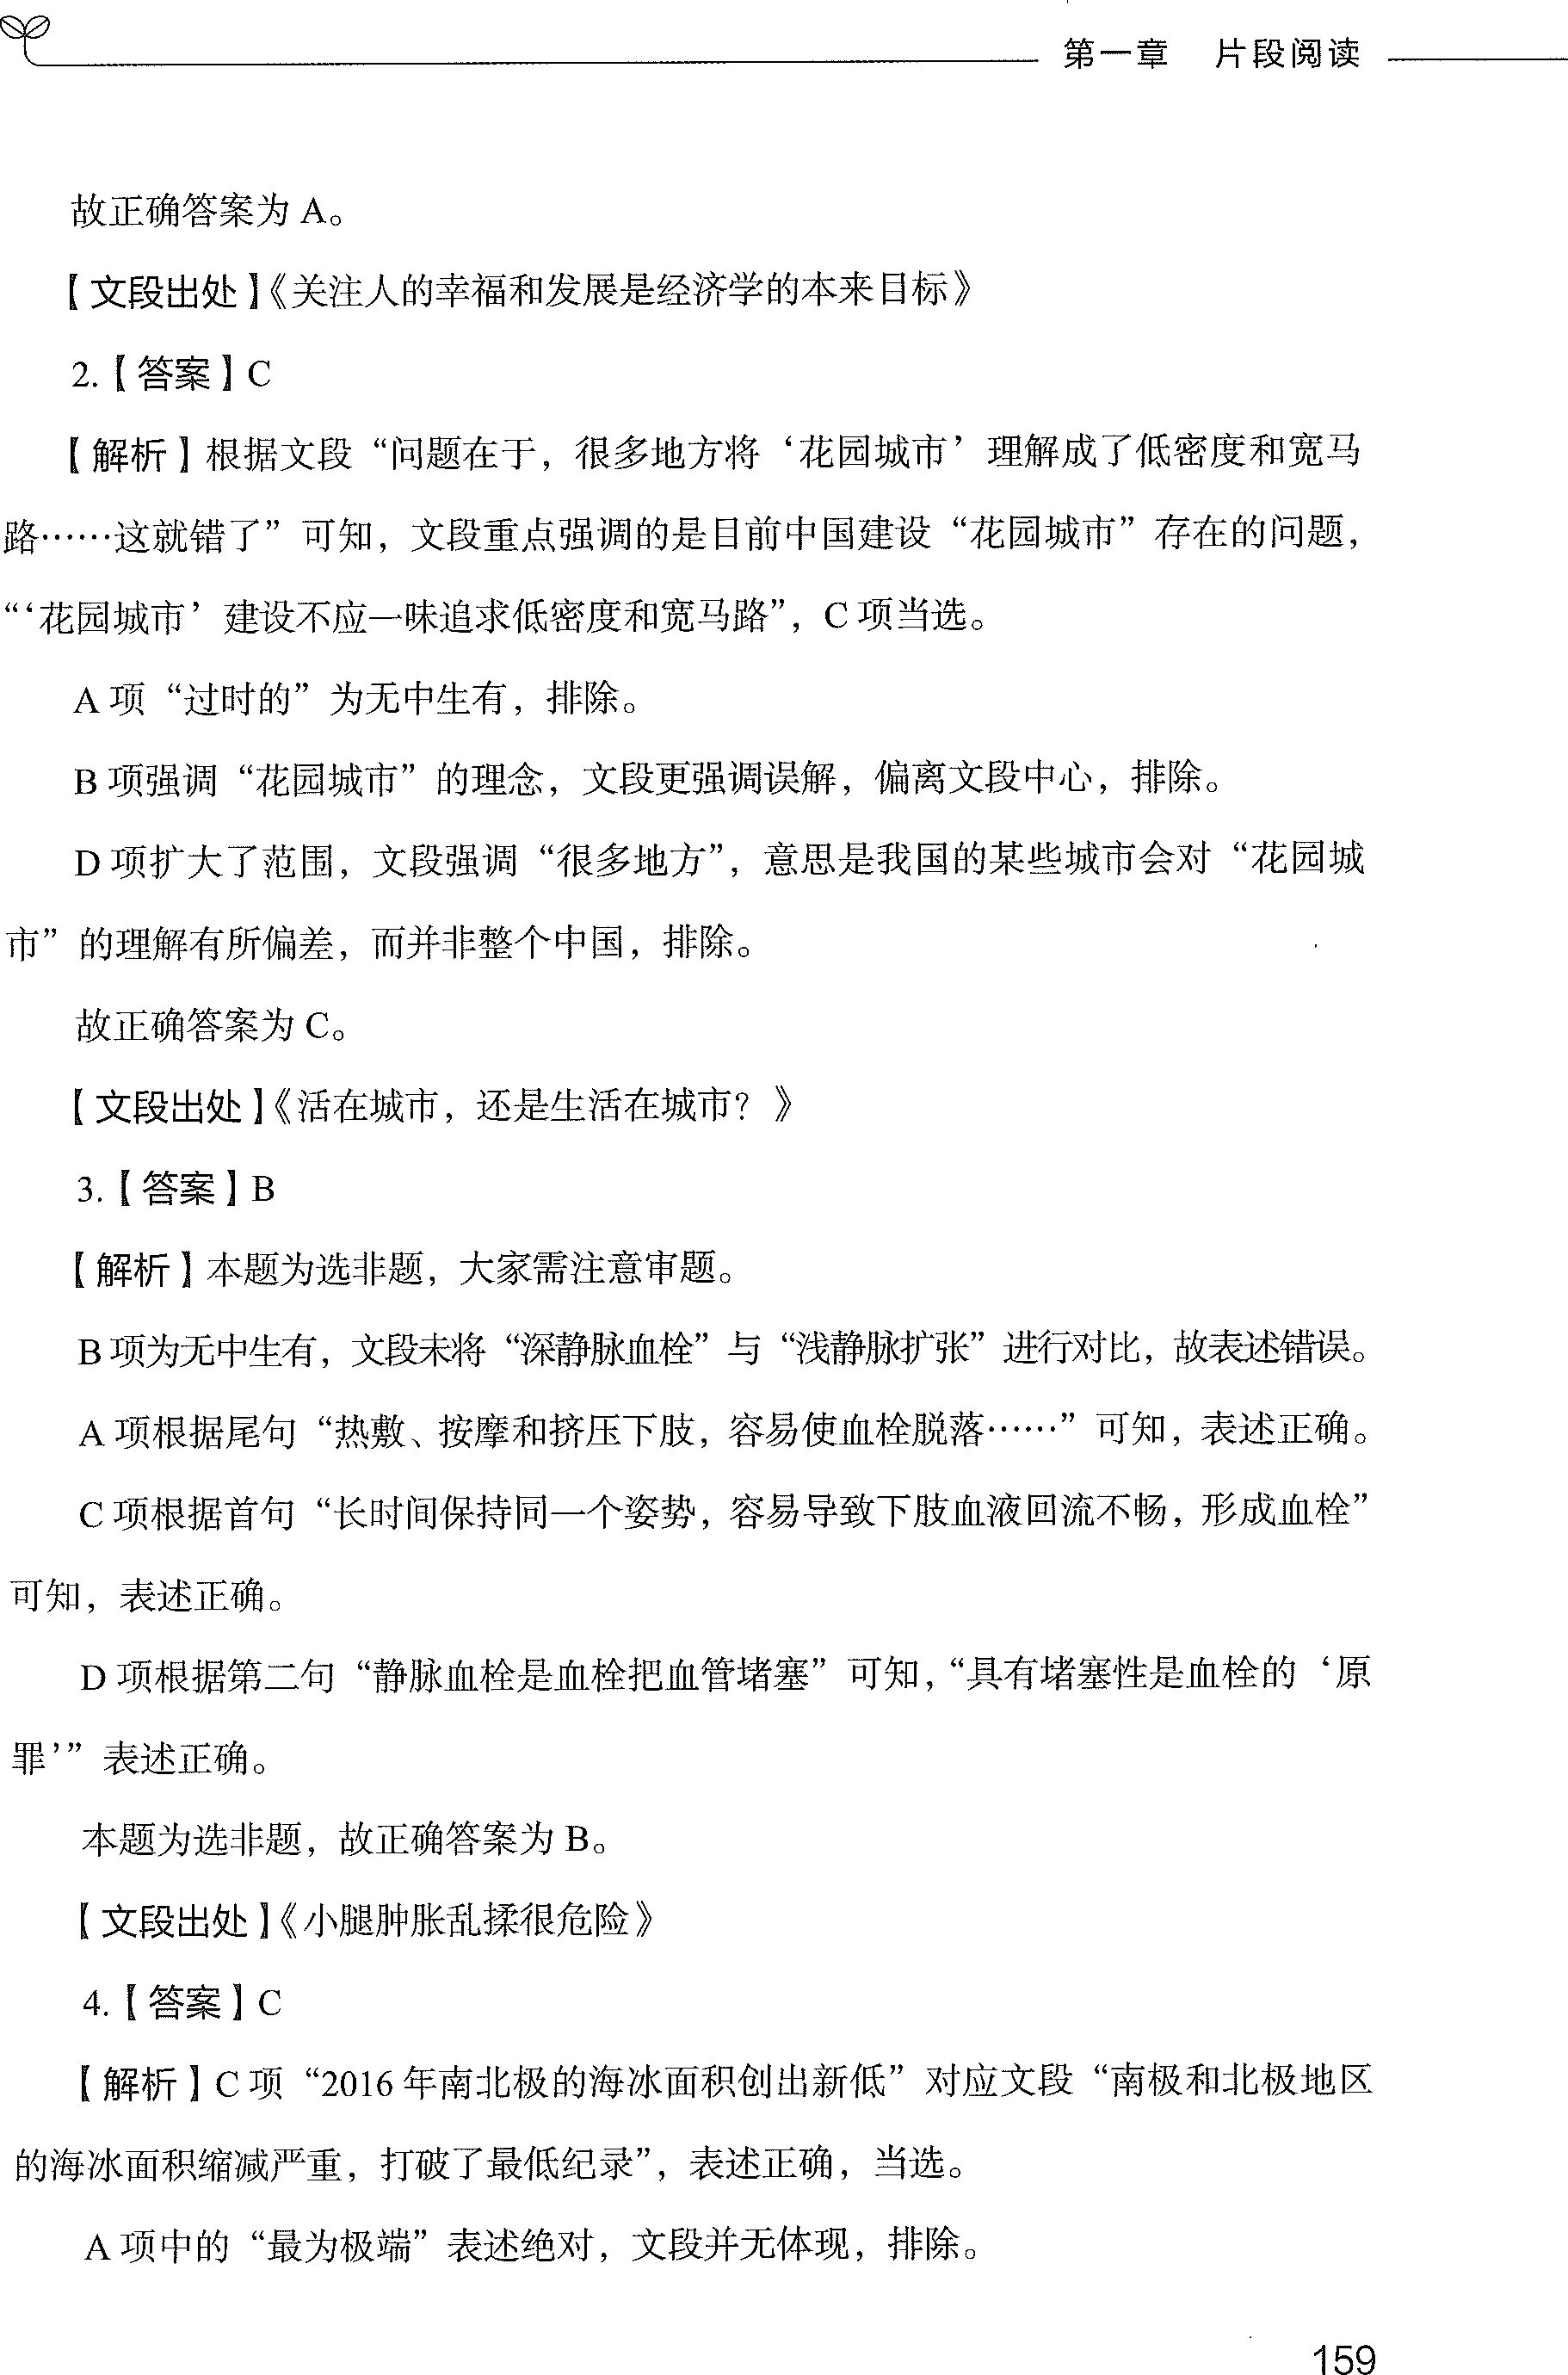 第一章 片段阅读
故正确答案为 A。
【文段出处】《关注人的幸福和发展是经济学的本来目标》
2.【答案】C
【解析】根据文段“问题在于，很多地方将‘花园城市’理解成了低密度和宽马
路……这就错了”可知，文段重点强调的是目前中国建设“花园城市”存在的问题，
“‘花园城市’建设不应一味追求低密度和宽马路”，C 项当选。
A 项“过时的”为无中生有，排除。
B 项强调“花园城市”的理念，文段更强调误解，偏离文段中心，排除。
D 项扩大了范围，文段强调“很多地方”，意思是我国的某些城市会对“花园城
市”的理解有所偏差，而并非整个中国，排除。
故正确答案为 C。
【文段出处】《活在城市，还是生活在城市？》
3.【答案】B
【解析】本题为选非题，大家需注意审题。
B 项为无中生有，文段未将“深静脉血栓”与“浅静脉扩张”进行对比，故表述错误。
A 项根据尾句“热敷、按摩和挤压下肢，容易使血栓脱落……”可知，表述正确。
C 项根据首句“长时间保持同一个姿势，容易导致下肢血液回流不畅，形成血栓”
可知，表述正确。
D 项根据第二句“静脉血栓是血栓把血管堵塞”可知，“具有堵塞性是血栓的‘原
罪’”表述正确。
本题为选非题，故正确答案为 B。
【文段出处】《小腿肿胀乱揉很危险》
4.【答案】C
【解析】C 项“2016 年南北极的海冰面积创出新低”对应文段“南极和北极地区
的海冰面积缩减严重，打破了最低纪录”，表述正确，当选。
A 项中的“最为极端”表述绝对，文段并无体现，排除。
159